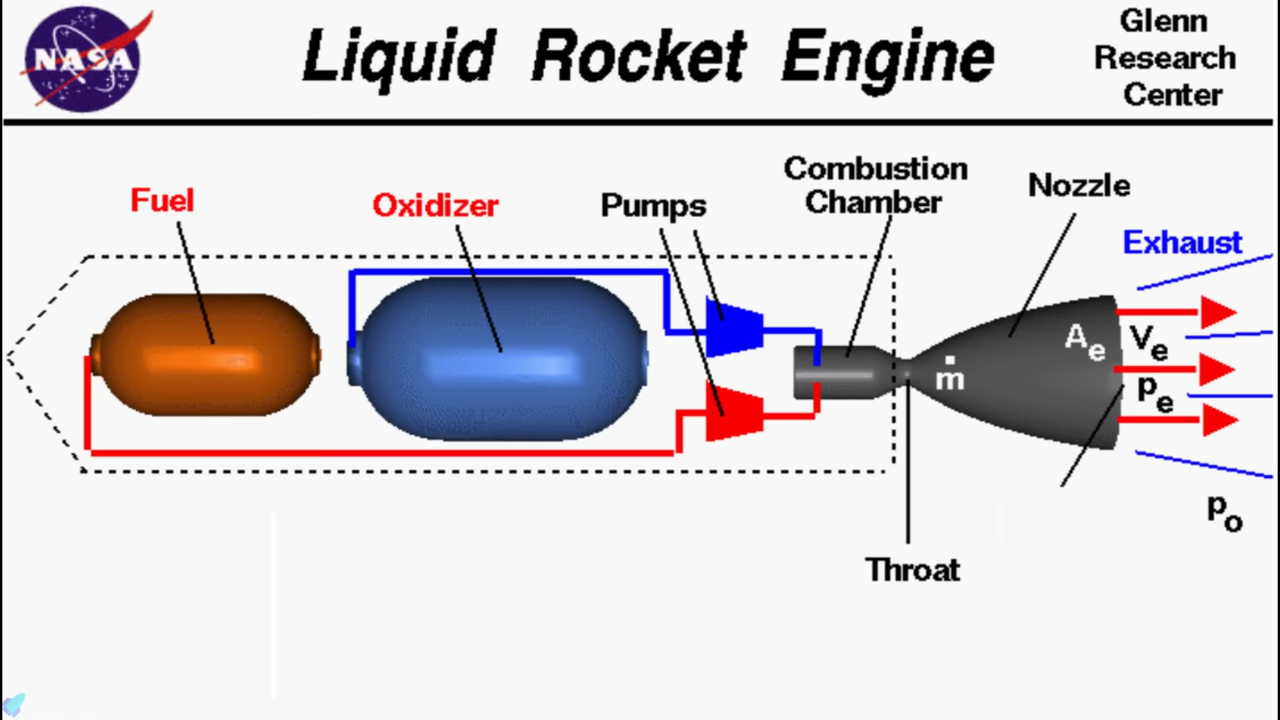 NASA
Liquid Rocket Engine
Glenn
Research
Center
Fuel
Oxidizer
Pumps
Combustion
Chamber
Nozzle
Exhaust
Ae
Ve
ṁ
pe
po
Throat